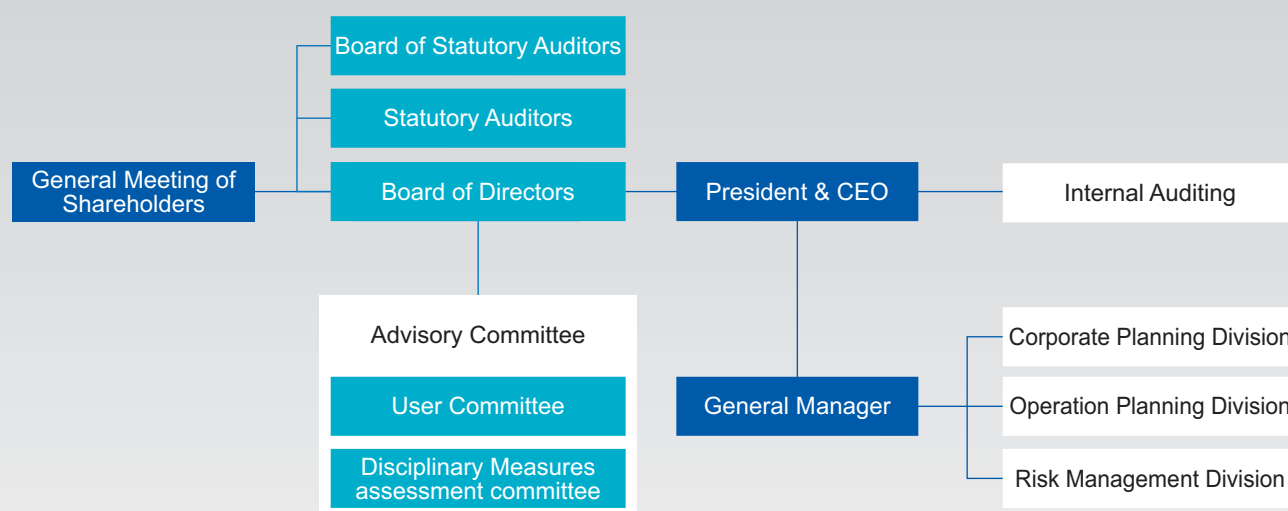 Board of Statutory Auditors
Statutory Auditors
General Meeting of
Shareholders
Board of Directors
President & CEO
Internal Auditing
Advisory Committee
User Committee
Disciplinary Measures
assessment committee
General Manager
Corporate Planning Division
Operation Planning Division
Risk Management Division